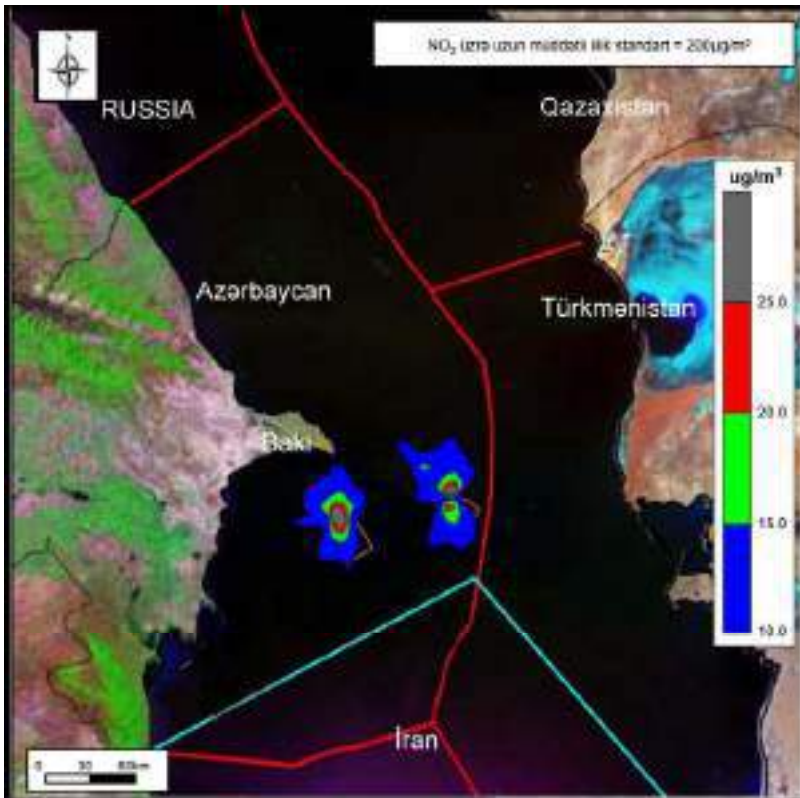 NO₂ üzrə uzun müddətli illik standart = 200µg/m³
RUSSIA
Qazaxıstan
ug/m³
Azərbaycan
Türkmənistan
25.0
20.0
Bakı
15.0
10.0
İran
0 30 60km